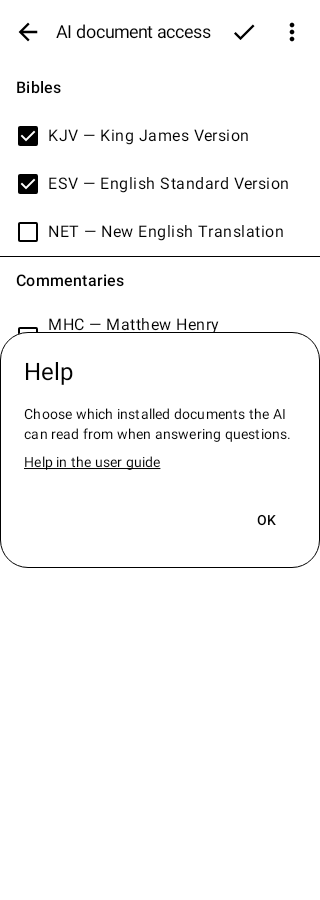 AI document access
Bibles
KJV — King James Version
ESV — English Standard Version
NET — New English Translation
Commentaries
MHC — Matthew Henry
Help
Choose which installed documents the AI
can read from when answering questions.
Help in the user guide
OK